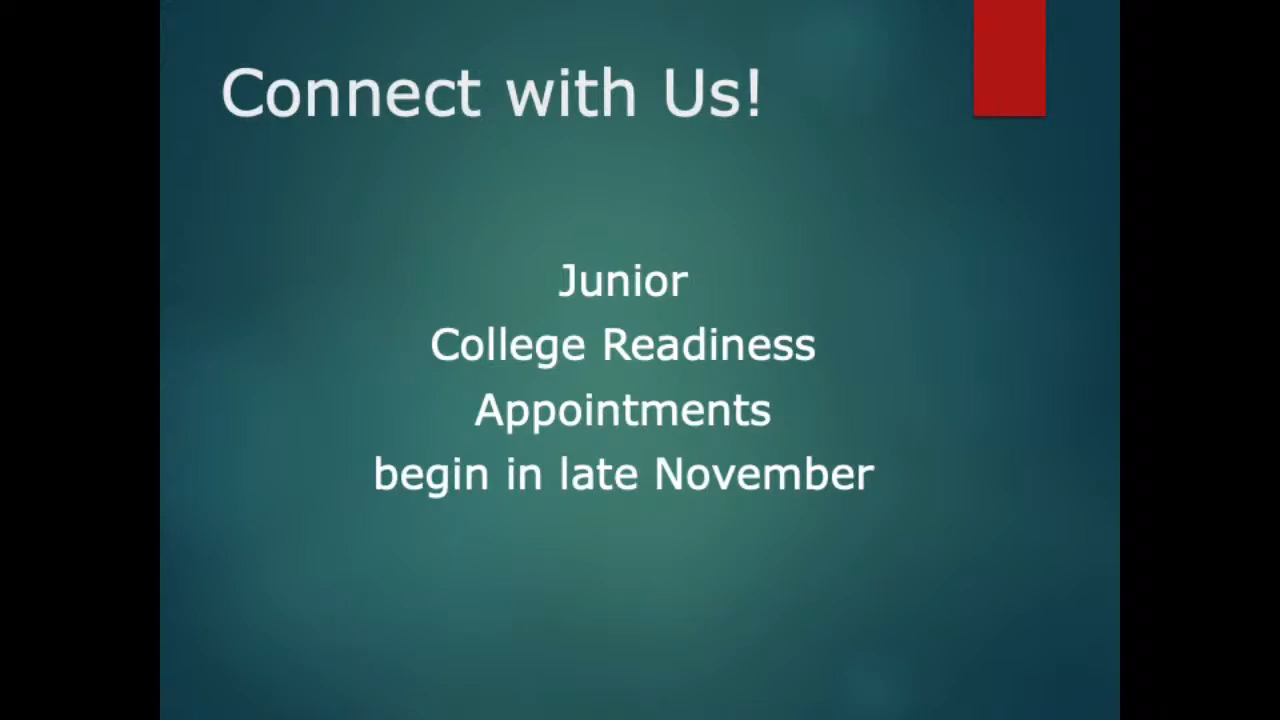 Connect with Us!
Junior
College Readiness
Appointments
begin in late November